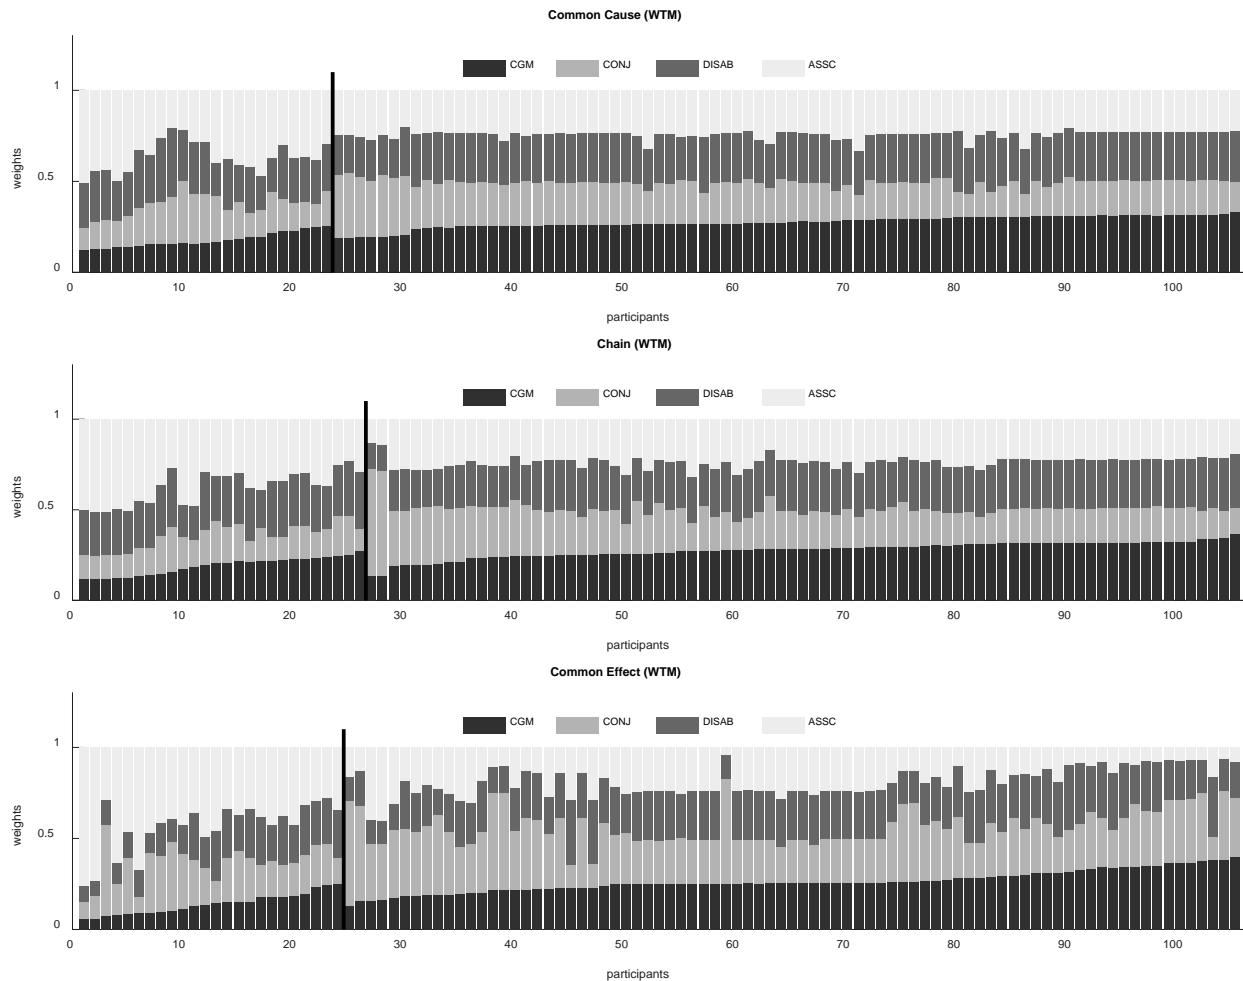 Common Cause (WTM)
CGM CONJ DISAB ASSC
1
0.5
0
weights
0 10 20 30 40 50 60 70 80 90 100
participants
Chain (WTM)
CGM CONJ DISAB ASSC
1
0.5
0
weights
0 10 20 30 40 50 60 70 80 90 100
participants
Common Effect (WTM)
CGM CONJ DISAB ASSC
1
0.5
0
weights
0 10 20 30 40 50 60 70 80 90 100
participants